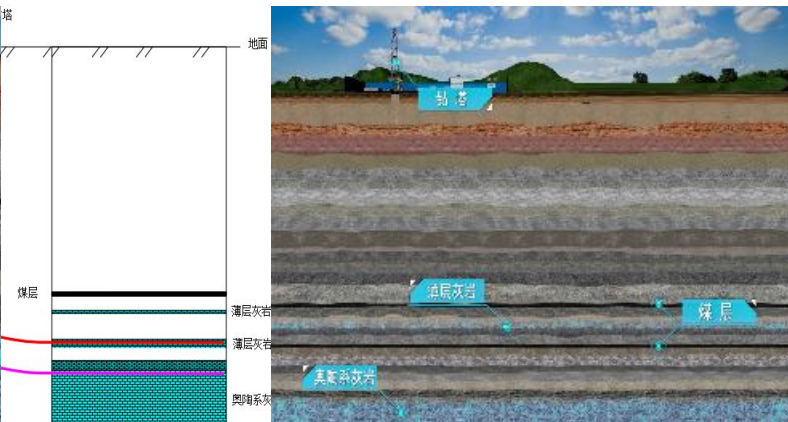 塔
地面
煤层
薄层灰岩
薄层灰岩
奥陶系灰
钻 塔
薄层灰岩
煤 层
奥陶系灰岩